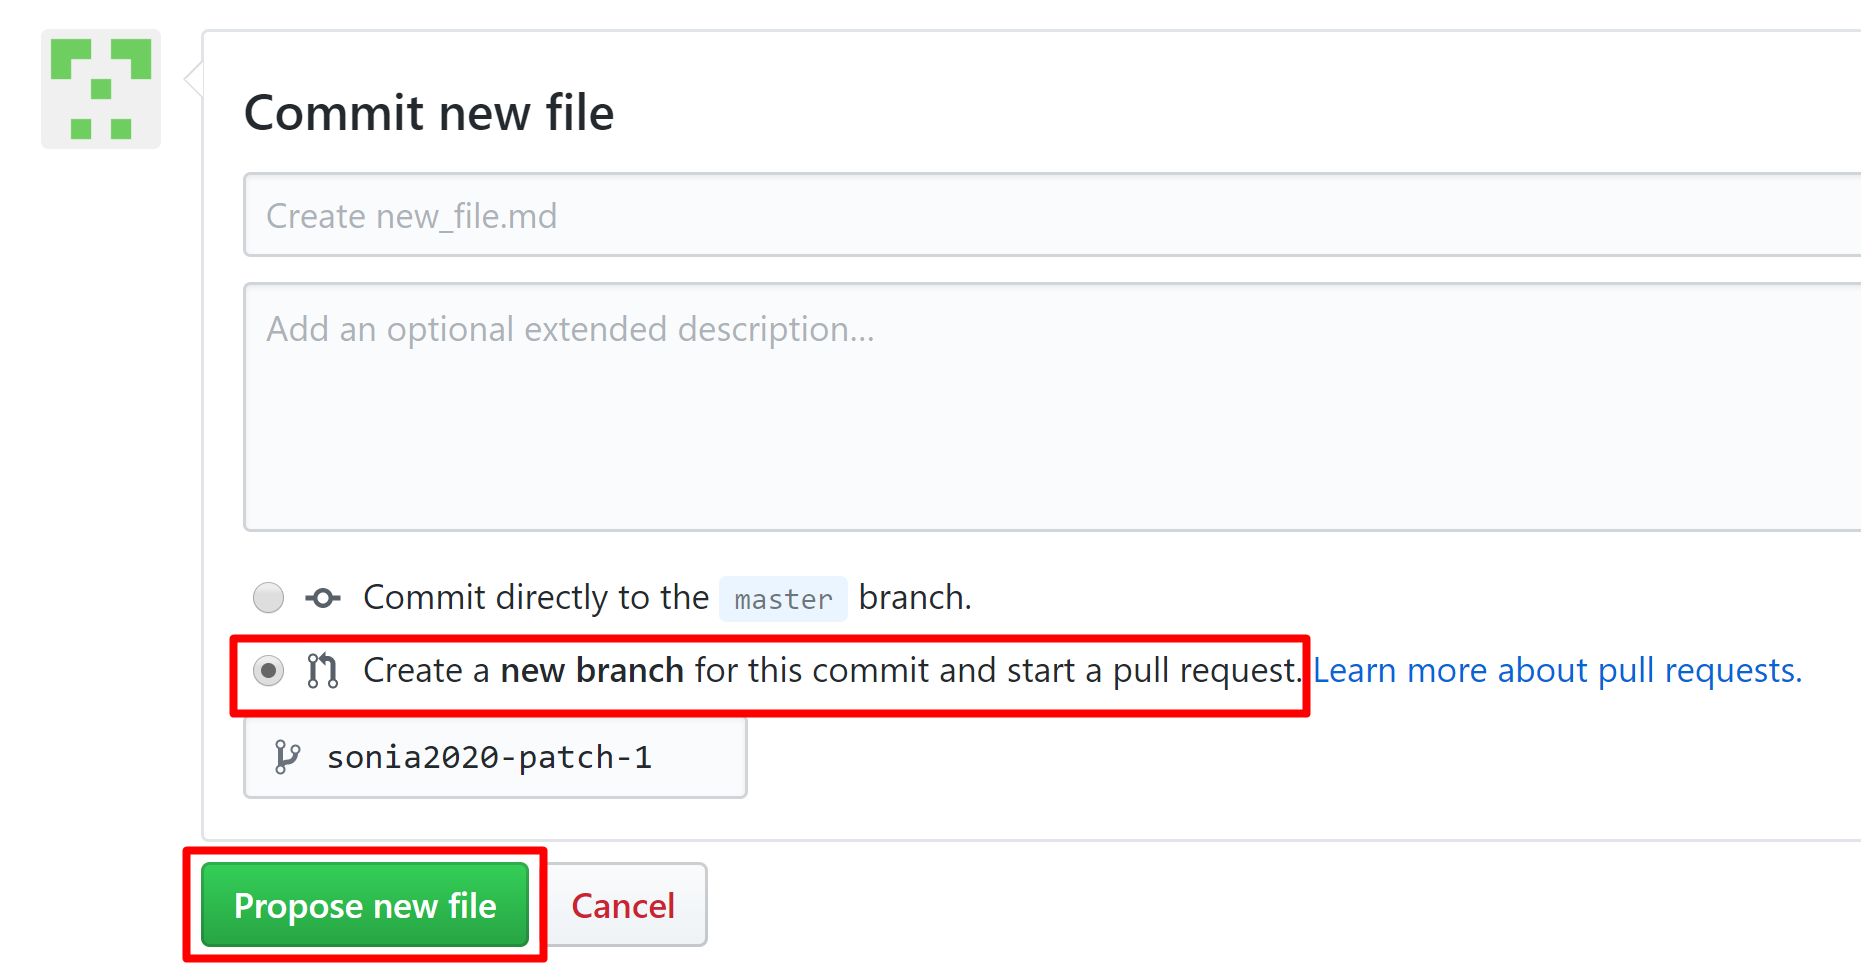 Commit new file
Create new_file.md
Add an optional extended description...
Commit directly to the master branch.
Create a new branch for this commit and start a pull request. Learn more about pull requests.
sonia2020-patch-1
Propose new file Cancel